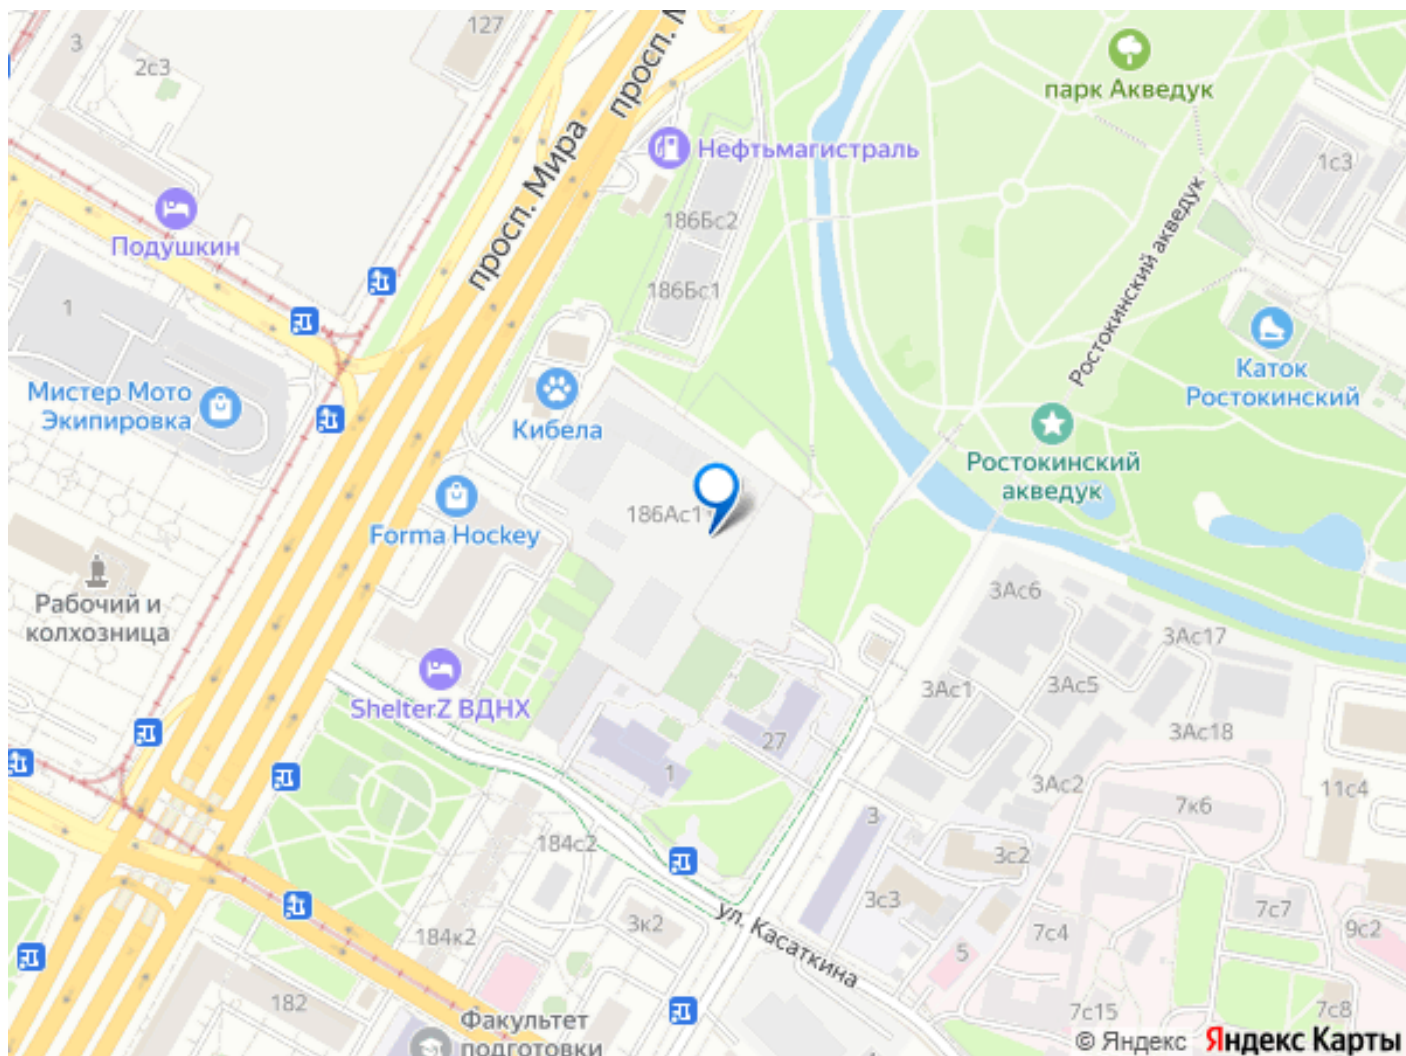 127
3
2с3
просп. М
парк Акведук
просп. Мира
Нефтьмагистраль
1с3
Подушкин
186Бс2
Ростокинский акведук
186Бс1
1
Каток
Ростокинский
Мистер Мото
Экипировка
Кибела
Ростокинский
акведук
186Ас1
Forma Hockey
Рабочий и
колхозница
3Ас6
3Ас17
ShelterZ ВДНХ
3Ас1
3Ас5
27
3Ас18
1
3Ас2
7к6
11с4
3
184с2
3с2
3с3
7с7
ул. Касаткина
3к2
184к2
7с4
9с2
5
182
7с15
7с8
Факультет
подготовки
© Яндекс Яндекс Карты